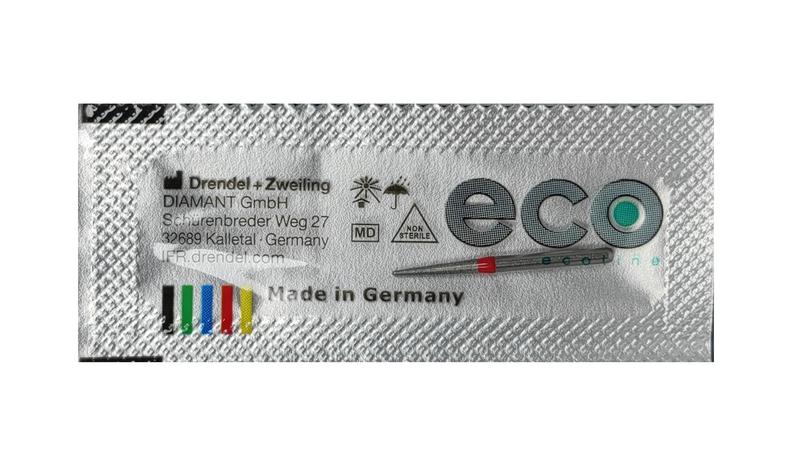 Drendel + Zweiling
DIAMANT GmbH
Schürenbreder Weg 27
32689 Kalletal · Germany
IFR.drendel.com
MD
NON
STERILE
eco
ecoline
Made in Germany